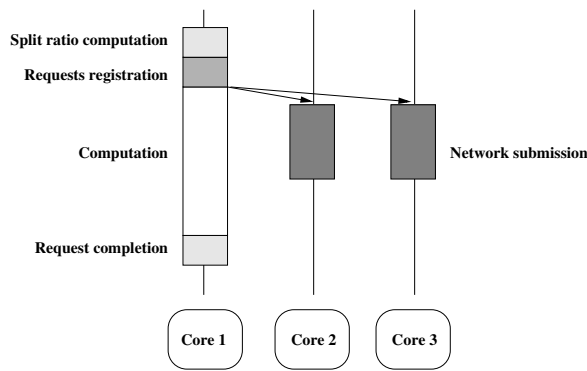 Split ratio computation
Requests registration
Computation
Network submission
Request completion
Core 1
Core 2
Core 3